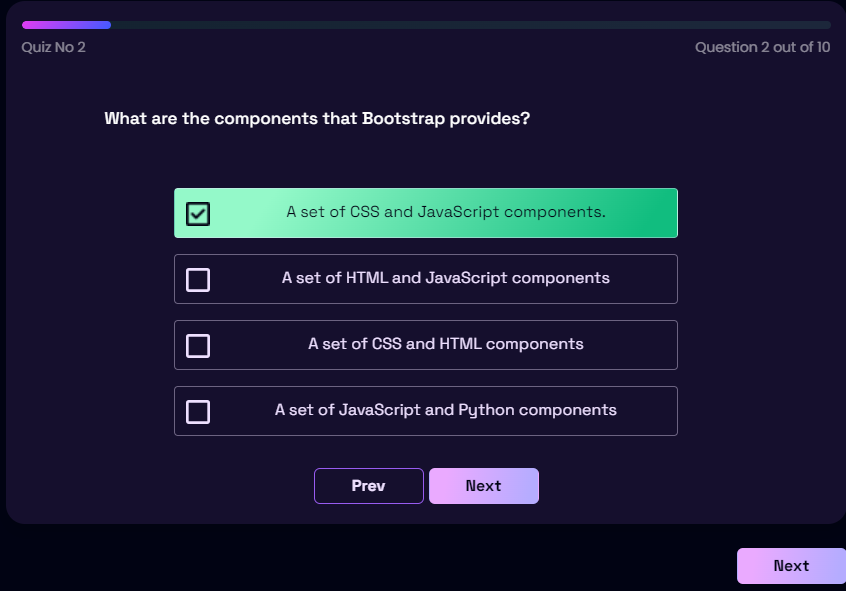 Quiz No 2
Question 2 out of 10
What are the components that Bootstrap provides?
A set of CSS and JavaScript components.
A set of HTML and JavaScript components
A set of CSS and HTML components
A set of JavaScript and Python components
Prev
Next
Next